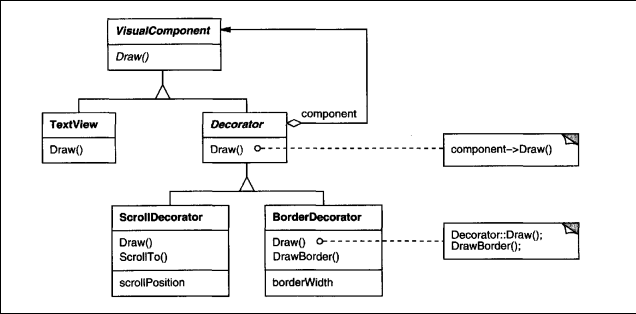 VisualComponent
Draw()
component
TextView
Draw()
Decorator
Draw()
component->Draw()
ScrollDecorator
Draw()
ScrollTo()
scrollPosition
BorderDecorator
Draw()
DrawBorder()
borderWidth
Decorator::Draw();
DrawBorder();